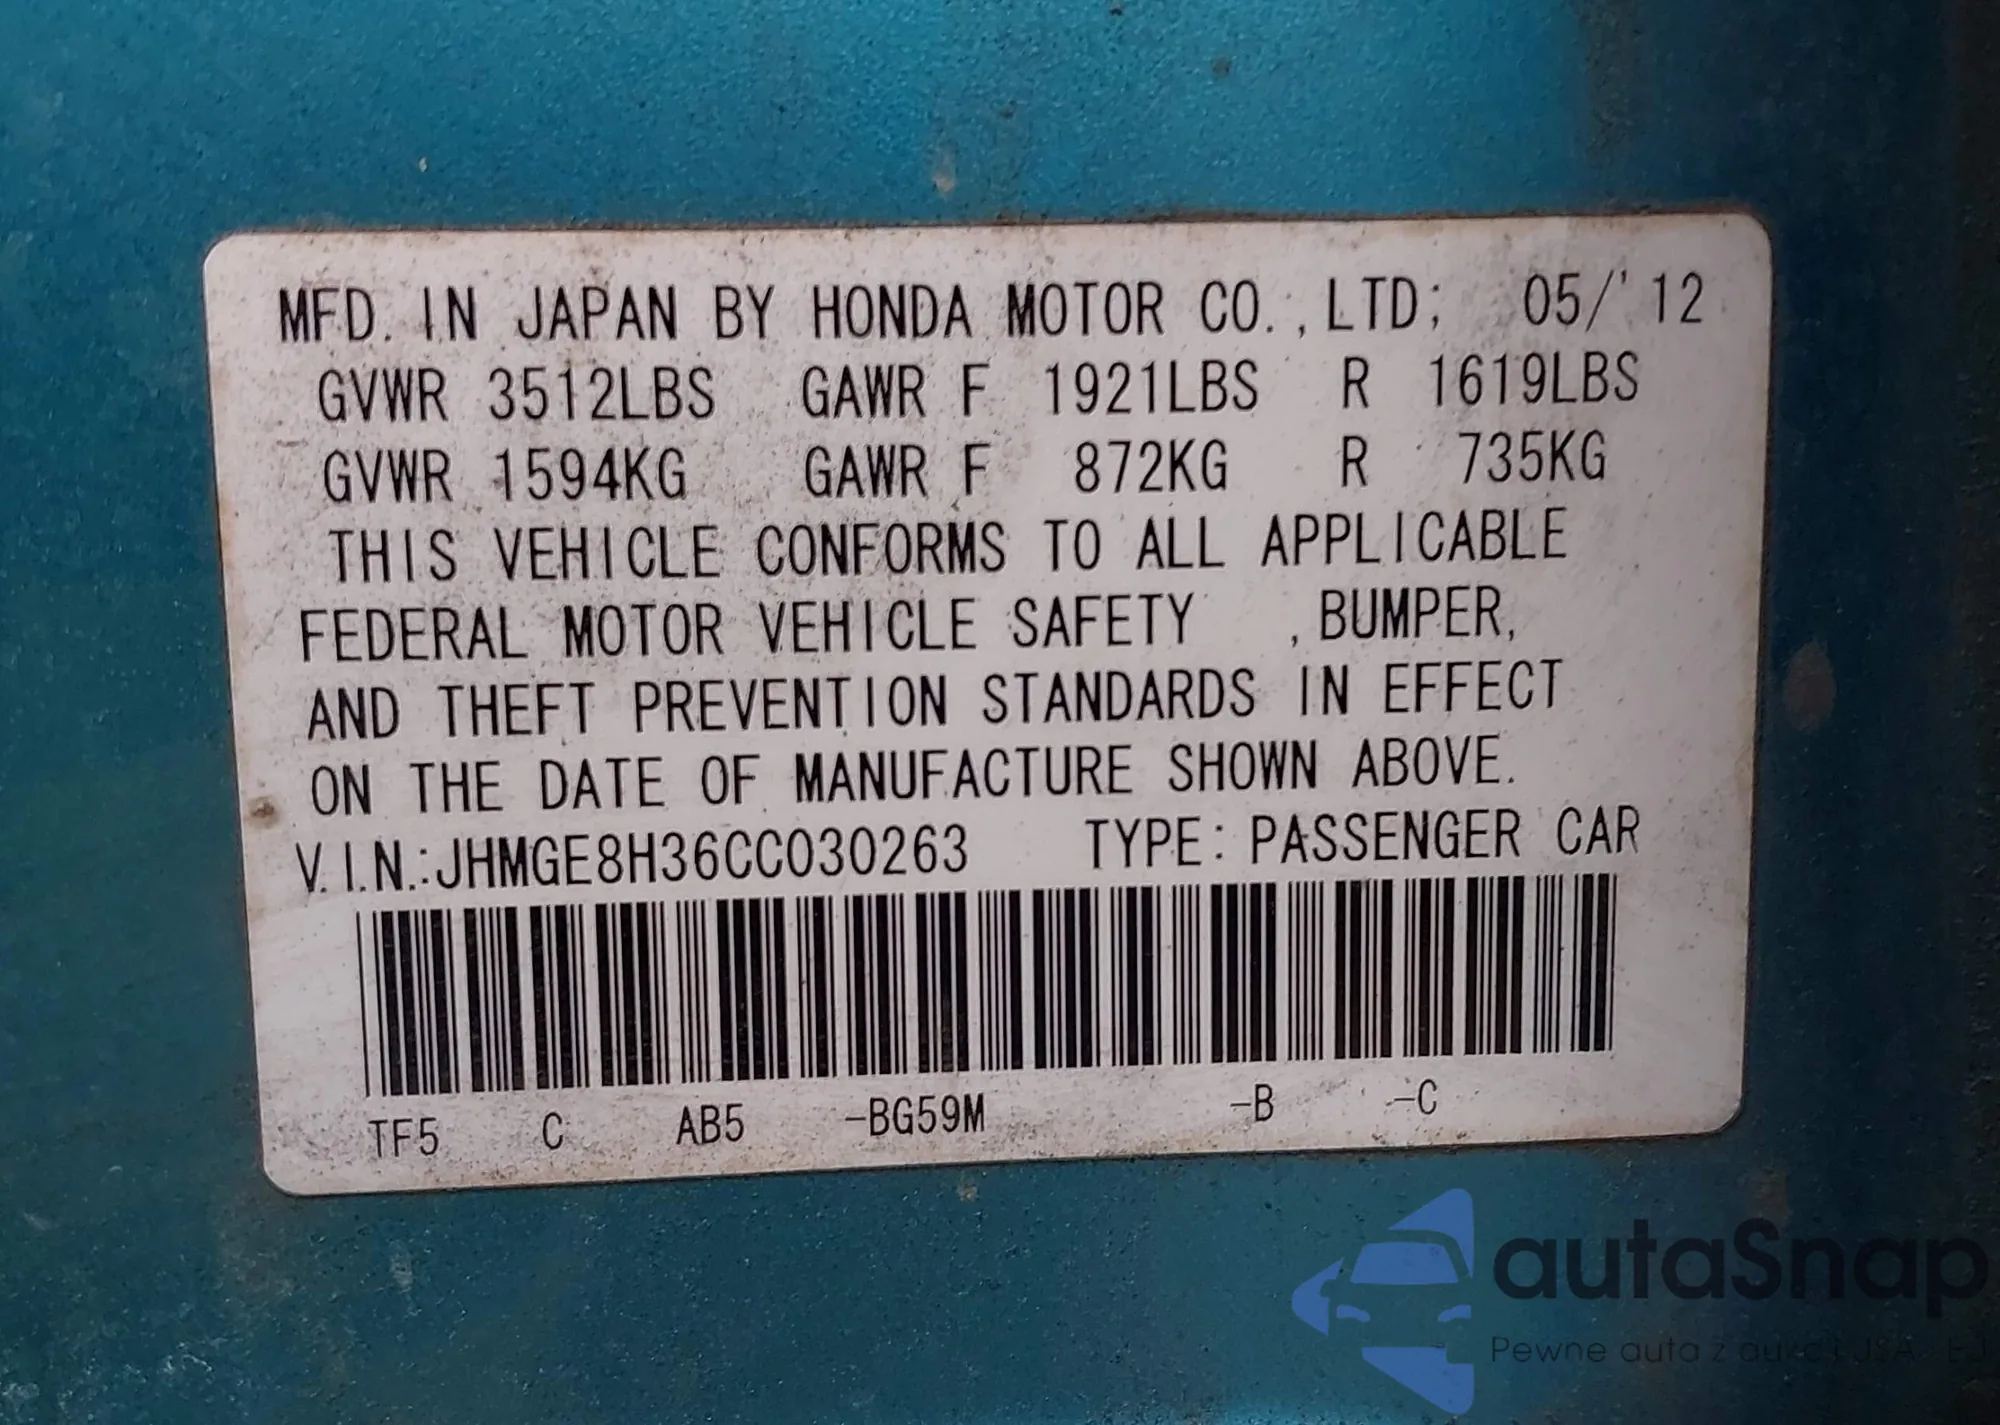 MFD. IN JAPAN BY HONDA MOTOR CO.,LTD; 05/'12
GVWR 3512LBS GAWR F 1921LBS R 1619LBS
GVWR 1594KG GAWR F 872KG R 735KG
THIS VEHICLE CONFORMS TO ALL APPLICABLE
FEDERAL MOTOR VEHICLE SAFETY ,BUMPER,
AND THEFT PREVENTION STANDARDS IN EFFECT
ON THE DATE OF MANUFACTURE SHOWN ABOVE.
V.I.N.:JHMGE8H36CC030263 TYPE: PASSENGER CAR
TF5 C AB5 -BG59M -B -C
autaSnap
Pewne auta z